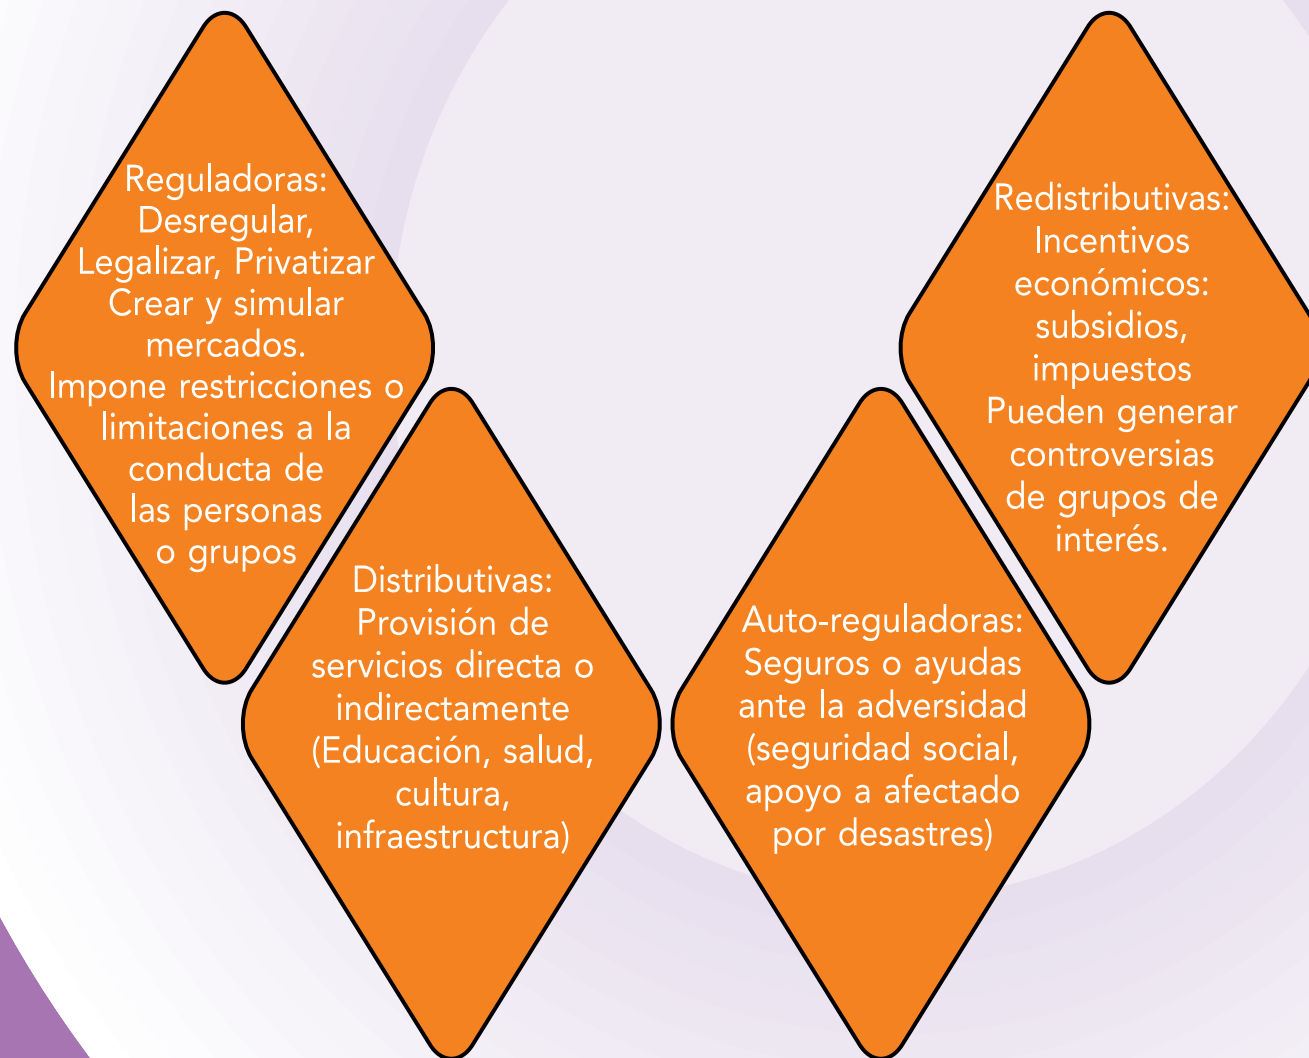 Reguladoras:
Desregular,
Legalizar, Privatizar
Crear y simular
mercados.
Impone restricciones o
limitaciones a la
conducta de
las personas
o grupos
Distributivas:
Provisión de
servicios directa o
indirectamente
(Educación, salud,
cultura,
infraestructura)
Auto-reguladoras:
Seguros o ayudas
ante la adversidad
(seguridad social,
apoyo a afectado
por desastres)
Redistributivas:
Incentivos
económicos:
subsidios,
impuestos
Pueden generar
controversias
de grupos de
interés.